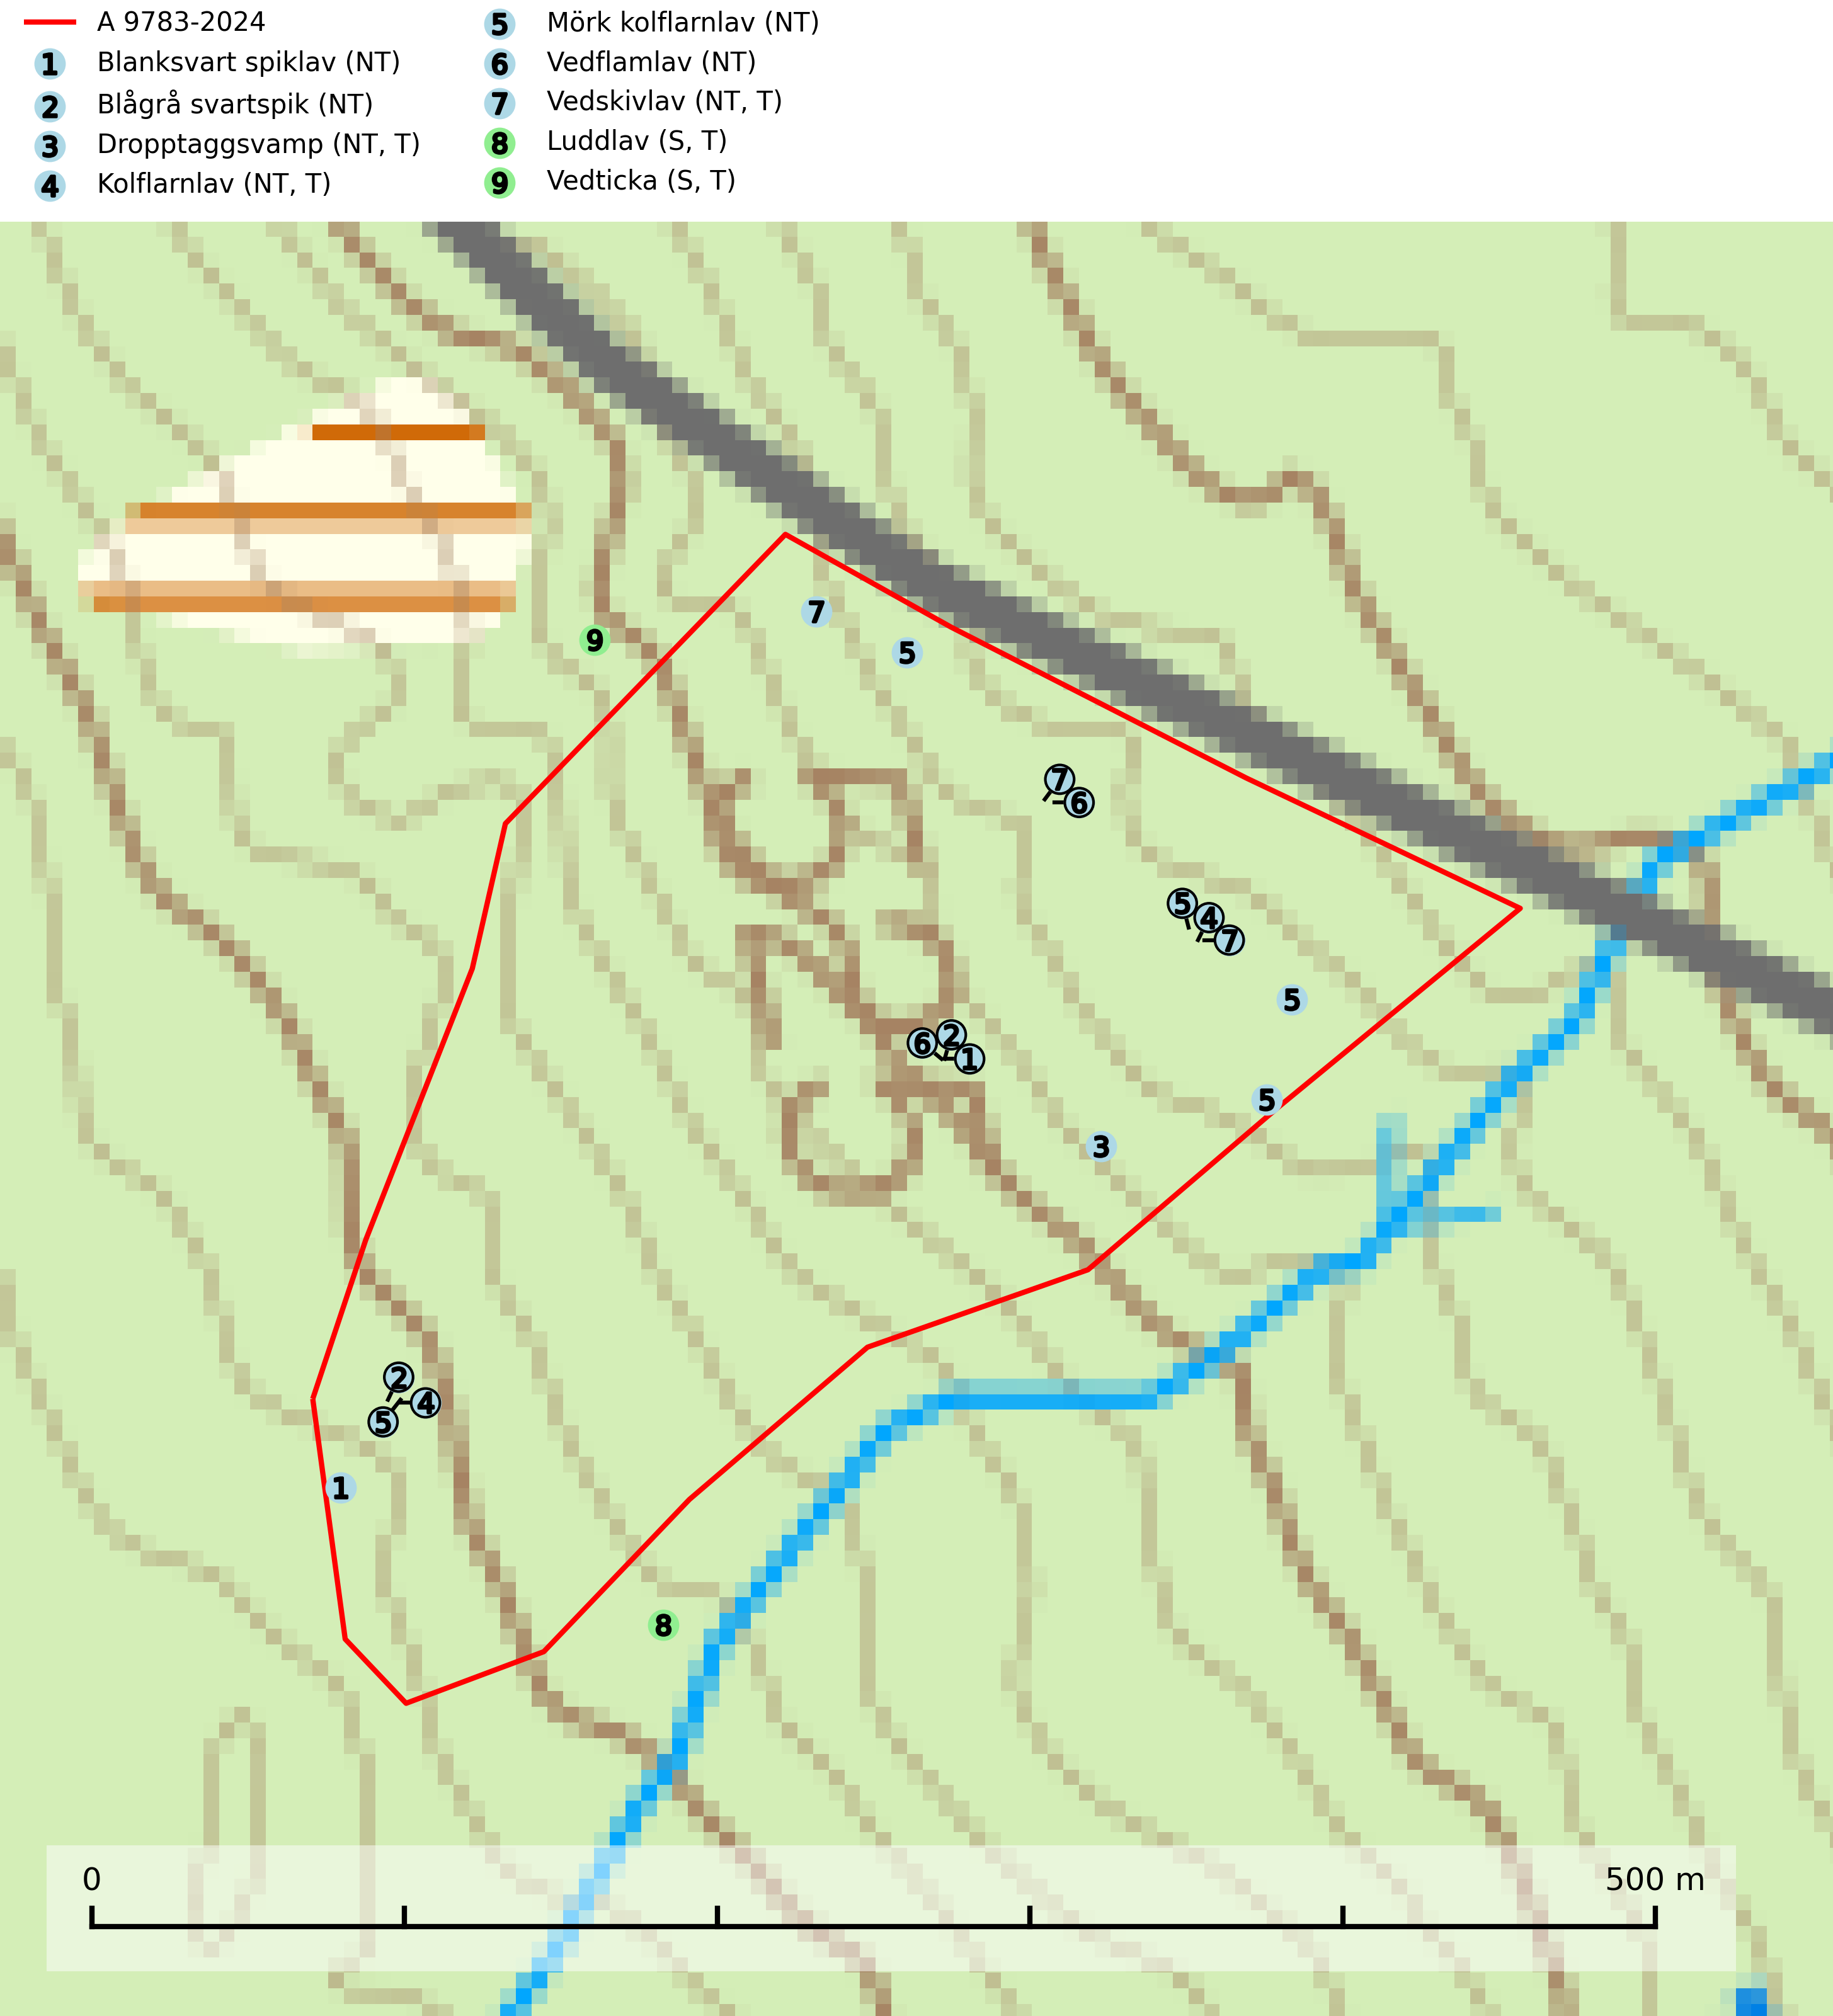 A 9783-2024
1 Blanksvart spiklav (NT)
2 Blågrå svartspik (NT)
3 Dropptaggsvamp (NT, T)
4 Kolflarnlav (NT, T)
5 Mörk kolflarnlav (NT)
6 Vedflamlav (NT)
7 Vedskivlav (NT, T)
8 Luddlav (S, T)
9 Vedticka (S, T)
7
9
5
7
6
5
4
7
5
2
6
1
5
3
2
4
5
1
8
0 500 m